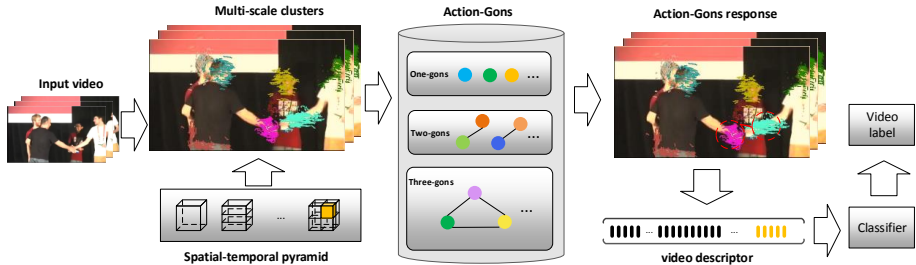 Input video
Multi-scale clusters
...
Spatial-temporal pyramid
Action-Gons
One-gons
...
Two-gons
...
Three-gons
...
Action-Gons response
... ...
video descriptor
Video
label
Classifier